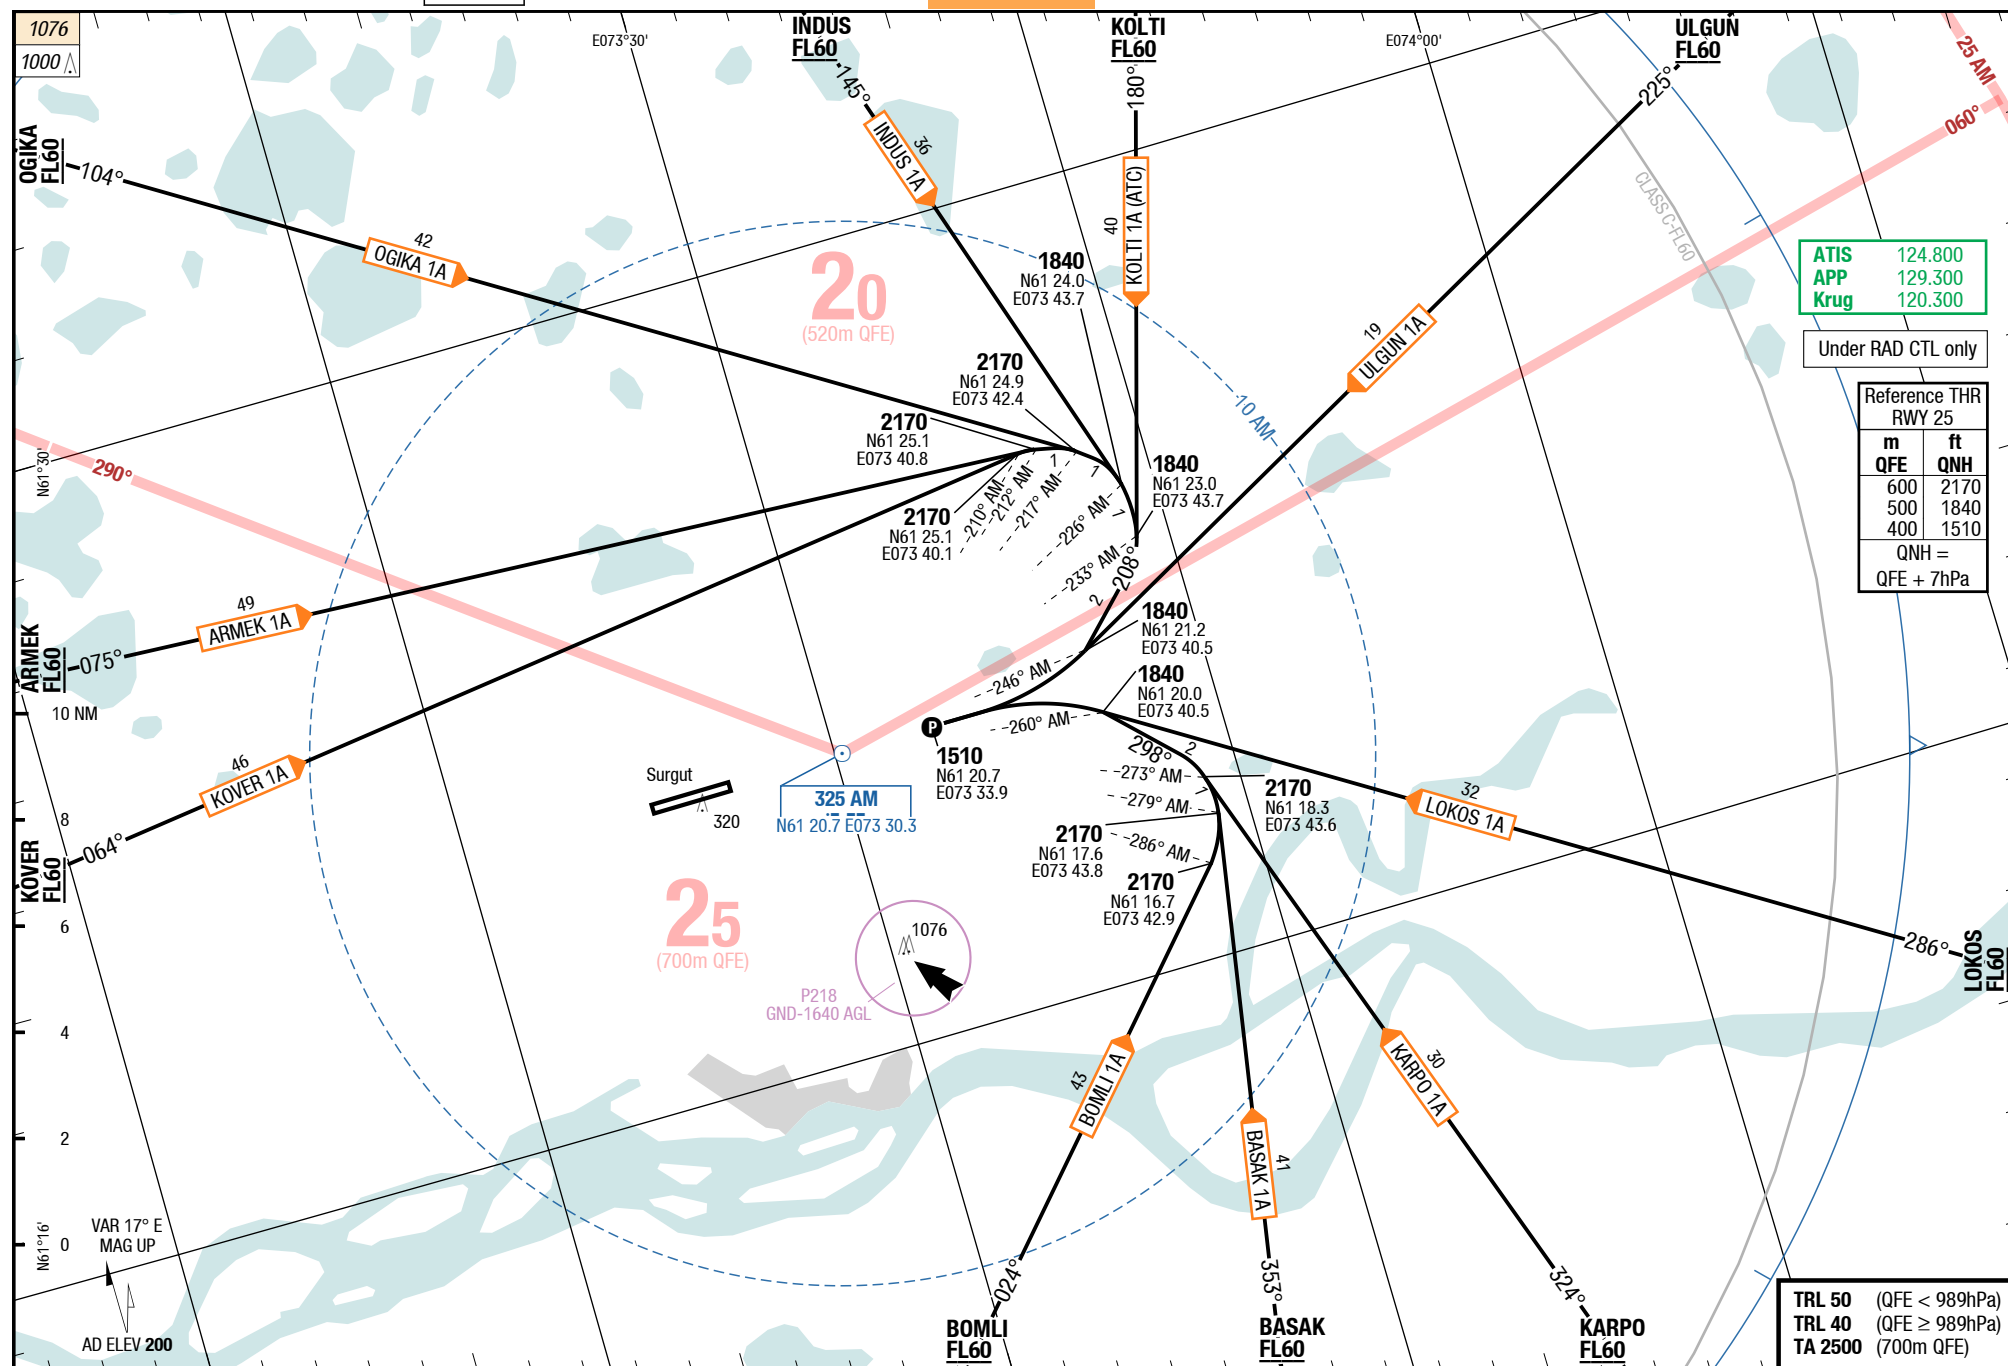 1076
1000
INDUS
FL60
KOLTI
FL60
ULGUN
FL60
E073°30'
E074°00'
25 AM
060°
145°
180°
225°
OGIKA
FL60
104°
36
INDUS 1A
40
KOLTI 1A (ATC)
CLASS C-FL60
42
OGIKA 1A
20
(520m QFE)
1840
N61 24.0
E073 43.7
ATIS 124.800
APP 129.300
Krug 120.300
Under RAD CTL only
19
ULGUN 1A
10 AM
2170
N61 24.9
E073 42.4
2170
N61 25.1
E073 40.8
Reference THR
RWY 25
m ft
QFE QNH
600 2170
500 1840
400 1510
QNH =
QFE + 7hPa
N61°30'
290°
1
1
1
2170
N61 25.1
E073 40.1
210° AM
212° AM
217° AM
226° AM
233° AM
1840
N61 23.0
E073 43.7
208°
2
49
ARMEK 1A
ARMEK
FL60
075°
1840
N61 21.2
E073 40.5
246° AM
1840
N61 20.0
E073 40.5
10 NM
P
260° AM
1510
N61 20.7
E073 33.9
298°
2
273° AM
1
279° AM
286° AM
2170
N61 18.3
E073 43.6
46
KOVER 1A
Surgut
320
325 AM
N61 20.7 E073 30.3
32
LOKOS 1A
8
KOVER
FL60
064°
2170
N61 17.6
E073 43.8
2170
N61 16.7
E073 42.9
25
(700m QFE)
6
1076
286°
LOKOS
FL60
P218
GND-1640 AGL
4
43
BOMLI 1A
30
KARPO 1A
2
41
BASAK 1A
VAR 17° E
MAG UP
N61°16'
0
AD ELEV 200
024°
353°
324°
BOMLI
FL60
BASAK
FL60
KARPO
FL60
TRL 50 (QFE < 989hPa)
TRL 40 (QFE ≥ 989hPa)
TA 2500 (700m QFE)